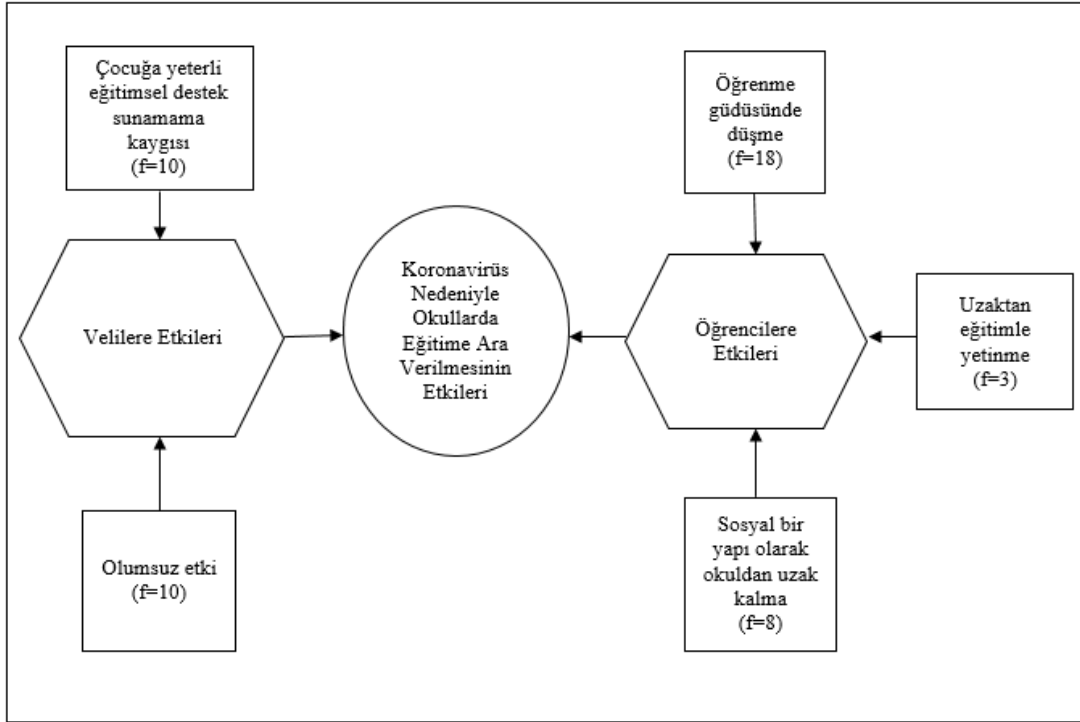 Çocuğa yeterli
eğitimsel destek
sunamama
kaygısı
(f=10)
Velilere Etkileri
Olumsuz etki
(f=10)
Koronavirüs
Nedeniyle
Okullarda
Eğitime Ara
Verilmesinin
Etkileri
Öğrenme
güdüsünde
düşme
(f=18)
Öğrencilere
Etkileri
Uzaktan
eğitimle
yetinme
(f=3)
Sosyal bir
yapı olarak
okuldan uzak
kalma
(f=8)